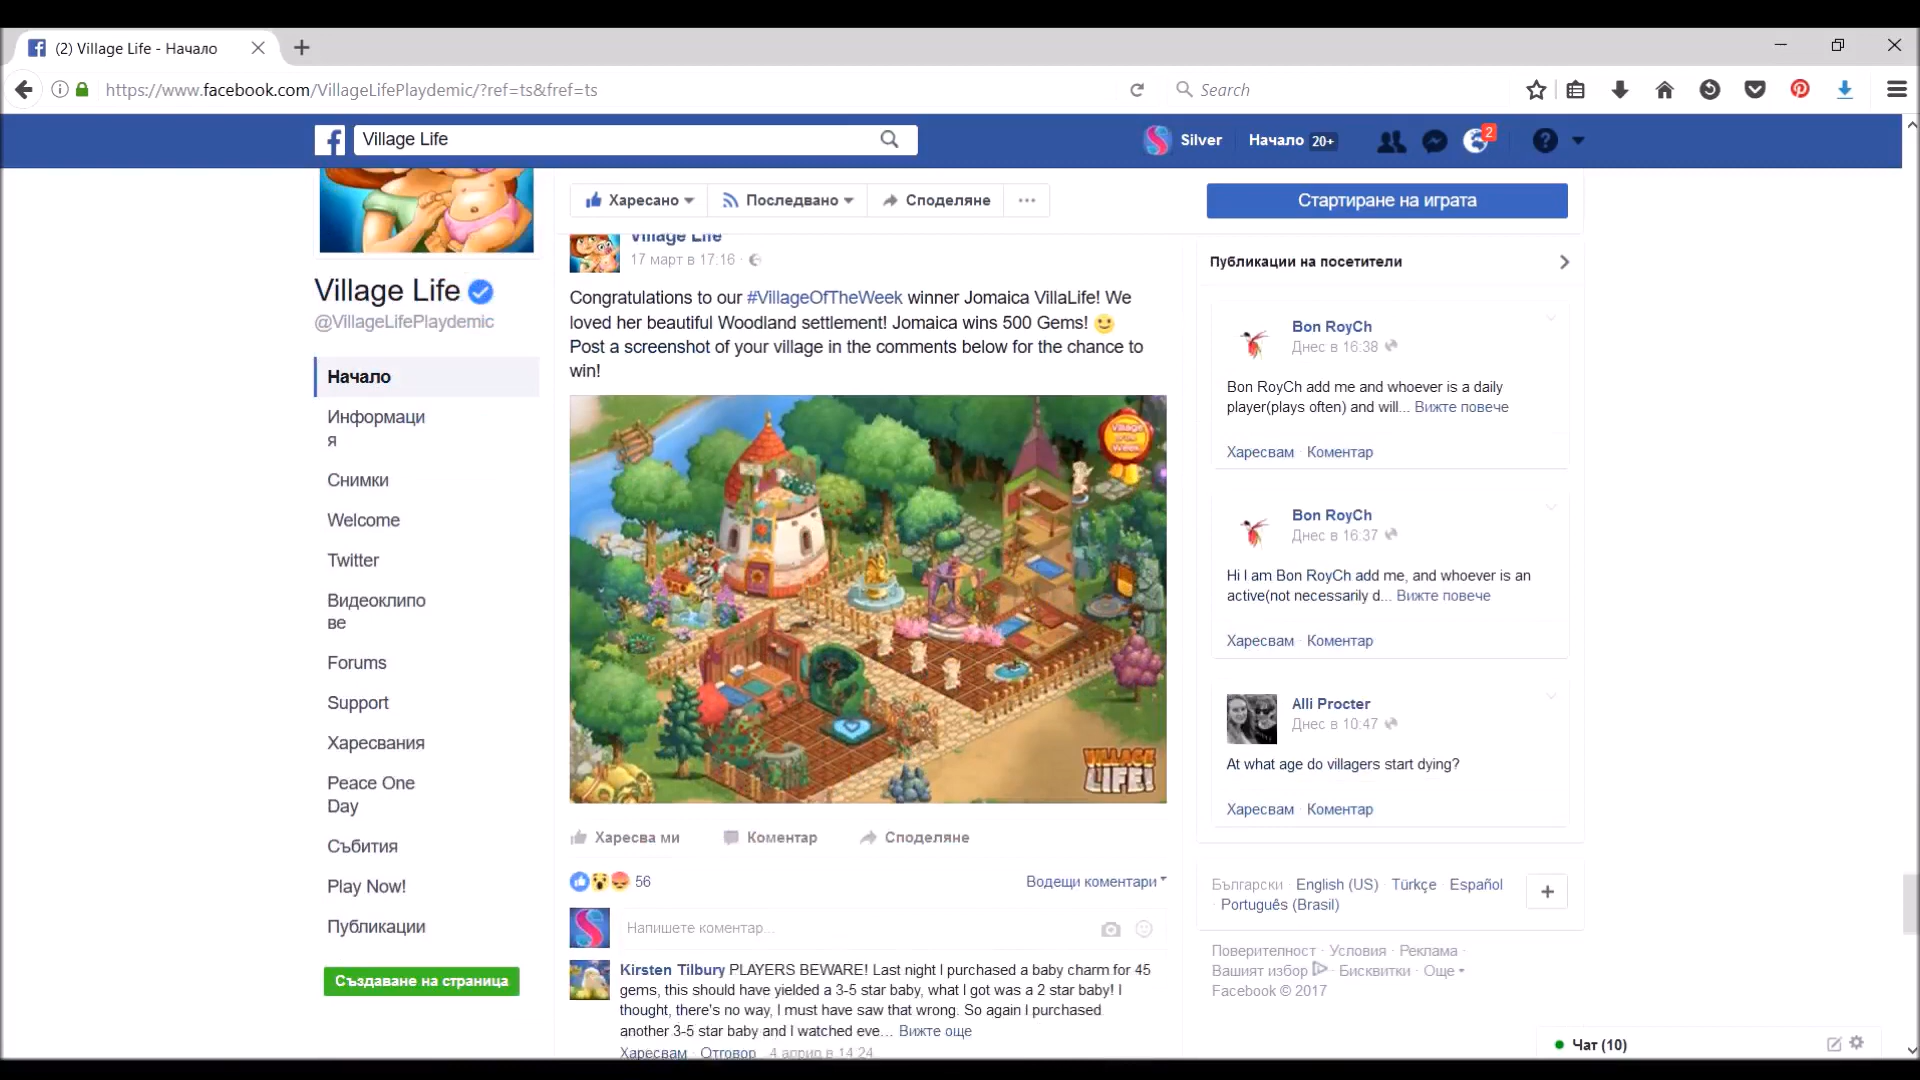 (2) Village Life - Начало
https://www.facebook.com/VillageLifePlaydemic/?ref=ts&fref=ts
Search
Village Life
Silver
Начало 20+
2
Village Life
@VillageLifePlaydemic
Начало
Информаци
я
Снимки
Welcome
Twitter
Видеоклипо
ве
Forums
Support
Харесвания
Peace One
Day
Събития
Play Now!
Публикации
Създаване на страница
Харесано
Последвано
Споделяне
Стартиране на играта
Village Life
17 март в 17:16 ·
Congratulations to our #VillageOfTheWeek winner Jomaica VillaLife! We
loved her beautiful Woodland settlement! Jomaica wins 500 Gems!
Post a screenshot of your village in the comments below for the chance to
win!
Village
of the
Week
VILLAGE
LIFE!
Харесва ми
Коментар
Споделяне
56
Водещи коментари
Напишете коментар...
Kirsten Tilbury PLAYERS BEWARE! Last night I purchased a baby charm for 45
gems, this should have yielded a 3-5 star baby, what I got was a 2 star baby! I
thought, there's no way, I must have saw that wrong. So again I purchased
another 3-5 star baby and I watched eve... Вижте още
Харесвам · Отговор · 4 април в 14:24
Публикации на посетители
Bon RoyCh
Днес в 16:38
Bon RoyCh add me and whoever is a daily
player(plays often) and will... Вижте повече
Харесвам · Коментар
Bon RoyCh
Днес в 16:37
Hi I am Bon RoyCh add me, and whoever is an
active(not necessarily d... Вижте повече
Харесвам · Коментар
Alli Procter
Днес в 10:47
At what age do villagers start dying?
Харесвам · Коментар
Български · English (US) · Türkçe · Español
· Português (Brasil)
Поверителност · Условия · Реклама ·
Вашият избор · Бисквитки · Още
Facebook © 2017
Чат (10)